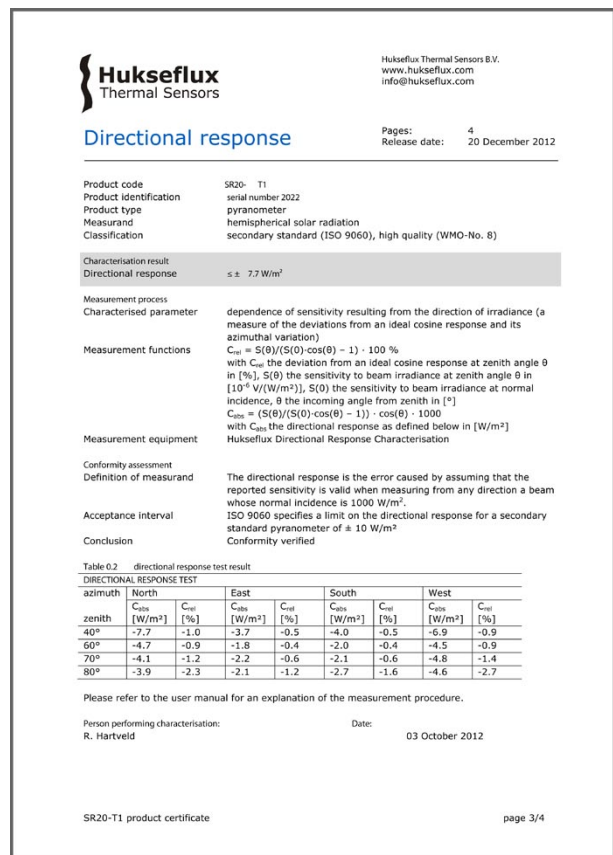 Hukseflux
Thermal Sensors
Hukseflux Thermal Sensors B.V.
www.hukseflux.com
info@hukseflux.com
Directional response
Pages: 4
Release date: 20 December 2012
Product code SR20- T1
Product identification serial number 2022
Product type pyranometer
Measurand hemispherical solar radiation
Classification secondary standard (ISO 9060), high quality (WMO-No. 8)
Characterisation result
Directional response ≤ ± 7.7 W/m²
Measurement process
Characterised parameter dependence of sensitivity resulting from the direction of irradiance (a
measure of the deviations from an ideal cosine response and its
azimuthal variation)
Measurement functions C_rel = S(θ)/(S(0)·cos(θ) – 1) · 100 %
with C_rel the deviation from an ideal cosine response at zenith angle θ
in [%], S(θ) the sensitivity to beam irradiance at zenith angle θ in
[10⁻⁶ V/(W/m²)], S(0) the sensitivity to beam irradiance at normal
incidence, θ the incoming angle from zenith in [°]
C_abs = (S(θ)/(S(0)·cos(θ) – 1)) · cos(θ) · 1000
with C_abs the directional response as defined below in [W/m²]
Measurement equipment Hukseflux Directional Response Characterisation
Conformity assessment
Definition of measurand The directional response is the error caused by assuming that the
reported sensitivity is valid when measuring from any direction a beam
whose normal incidence is 1000 W/m².
Acceptance interval ISO 9060 specifies a limit on the directional response for a secondary
standard pyranometer of ± 10 W/m²
Conclusion Conformity verified
Table 0.2 directional response test result
DIRECTIONAL RESPONSE TEST
azimuth North East South West
zenith C_abs [W/m²] C_rel [%] C_abs [W/m²] C_rel [%] C_abs [W/m²] C_rel [%] C_abs [W/m²] C_rel [%]
40° -7.7 -1.0 -3.7 -0.5 -4.0 -0.5 -6.9 -0.9
60° -4.7 -0.9 -1.8 -0.4 -2.0 -0.4 -4.5 -0.9
70° -4.1 -1.2 -2.2 -0.6 -2.1 -0.6 -4.8 -1.4
80° -3.9 -2.3 -2.1 -1.2 -2.7 -1.6 -4.6 -2.7
Please refer to the user manual for an explanation of the measurement procedure.
Person performing characterisation: Date:
R. Hartveld 03 October 2012
SR20-T1 product certificate page 3/4